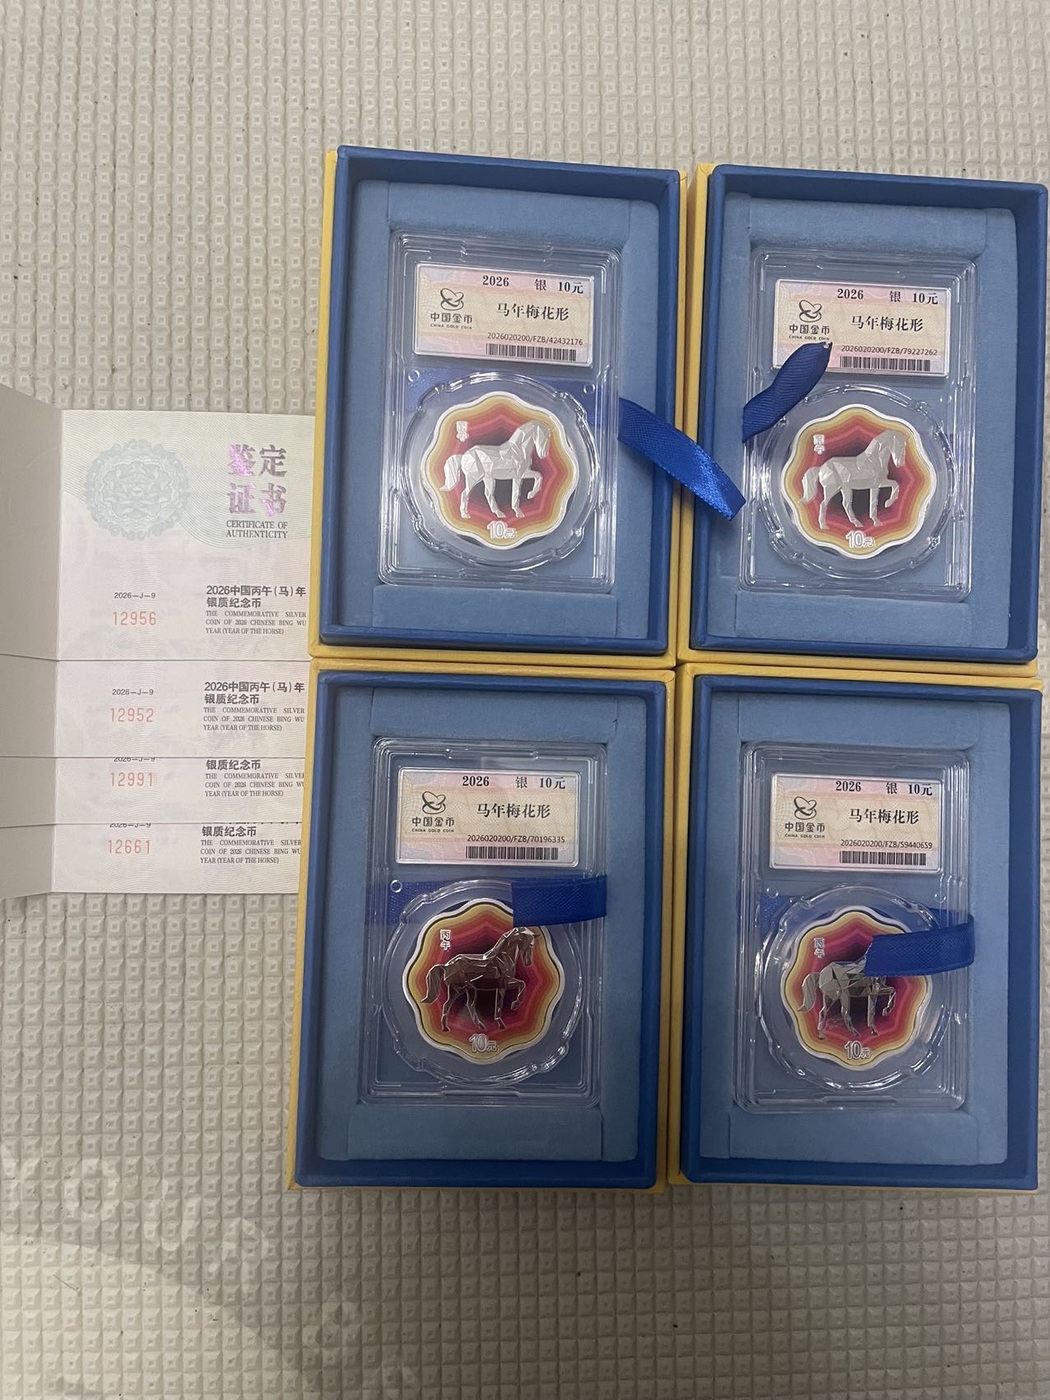 2026 银 10元
中国金币
CHINA GOLD COIN
马年梅花形
2026020200/FZB/42432176
丙午
10元
2026 银 10元
中国金币
CHINA GOLD COIN
马年梅花形
2026020200/FZB/79227262
丙午
10元
鉴定
证书
CERTIFICATE OF
AUTHENTICITY
2026-J-9
12956
2026中国丙午(马)年
银质纪念币
THE COMMEMORATIVE SILVER
COIN OF 2026 CHINESE BING WU
YEAR (YEAR OF THE HORSE)
2026-J-9
12952
2026中国丙午(马)年
银质纪念币
THE COMMEMORATIVE SILVER
COIN OF 2026 CHINESE BING WU
YEAR (YEAR OF THE HORSE)
2026-J-9
12991
银质纪念币
THE COMMEMORATIVE SILVER
COIN OF 2026 CHINESE BING WU
YEAR (YEAR OF THE HORSE)
2026-J-9
12661
银质纪念币
THE COMMEMORATIVE SILVER
COIN OF 2026 CHINESE BING WU
YEAR (YEAR OF THE HORSE)
2026 银 10元
中国金币
CHINA GOLD COIN
马年梅花形
2026020200/FZB/70196335
丙午
10元
2026 银 10元
中国金币
CHINA GOLD COIN
马年梅花形
2026020200/FZB/59440659
丙午
10元